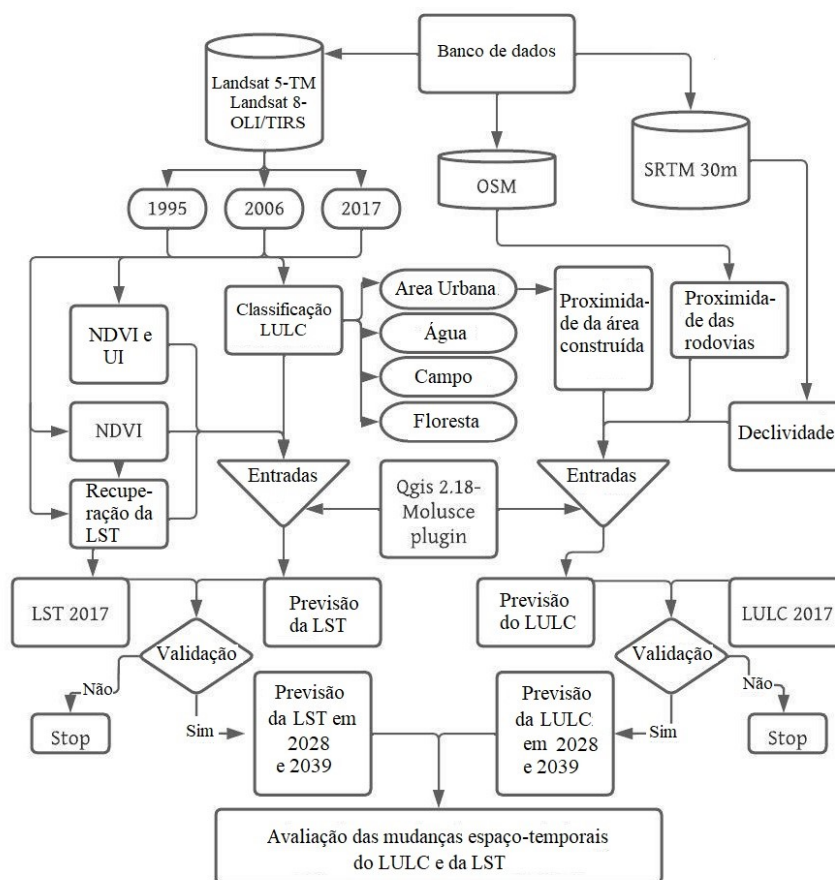 Banco de dados
Landsat 5-TM
Landsat 8-
OLI/TIRS
OSM
SRTM 30m
1995
2006
2017
NDVI e
UI
Classificação
LULC
Area Urbana
Água
Campo
Floresta
Proximida-
de da área
construída
Proximida-
de das
rodovias
NDVI
Declividade
Recupe-
ração da
LST
Entradas
Qgis 2.18-
Molusce
plugin
Entradas
LST 2017
Previsão
da LST
Previsão
do LULC
LULC 2017
Validação
Validação
Não
Stop
Sim
Previsão
da LST em
2028
e 2039
Previsão
da LULC
em 2028
e 2039
Sim
Não
Stop
Avaliação das mudanças espaço-temporais
do LULC e da LST